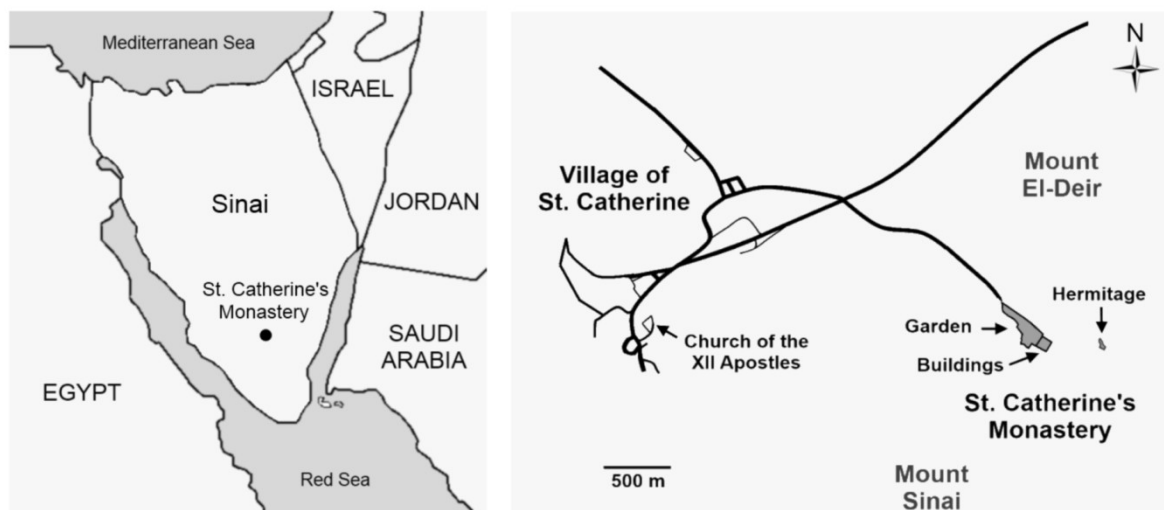 Mediterranean Sea
ISRAEL
Sinai
JORDAN
St. Catherine's
Monastery
SAUDI
ARABIA
EGYPT
Red Sea
N
Mount
El-Deir
Village of
St. Catherine
Hermitage
Garden
Church of the
XII Apostles
Buildings
St. Catherine's
Monastery
500 m
Mount
Sinai